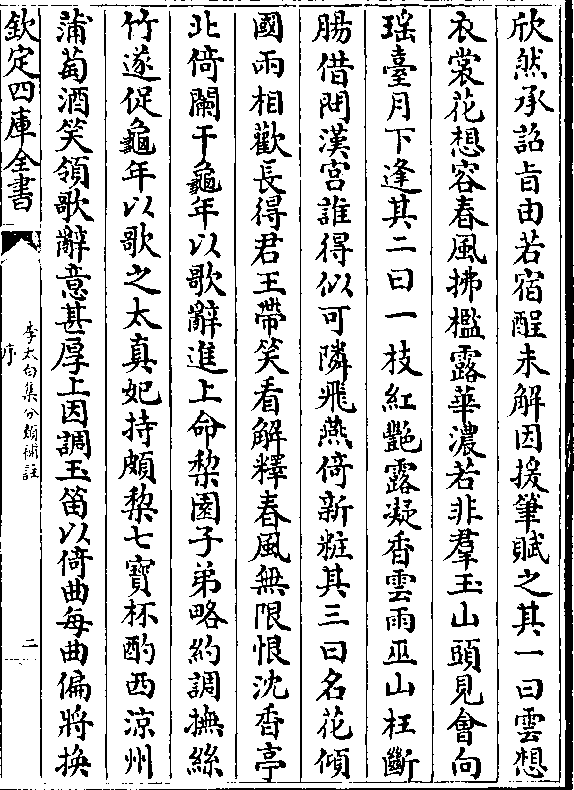 欣然承詔旨由若宿酲未解因援筆賦之其一曰雲想
衣裳花想容春風拂檻露華濃若非羣玉山頭見會向
瑶臺月下逢其二曰一枝紅艷露凝香雲雨巫山枉斷
腸借問漢宫誰得似可隣飛燕倚新粧其三曰名花傾
國兩相歡長得君王帶笑看解釋春風無限恨沈香亭
北倚闌干龜年以歌辭進上命棃園子弟略約調撫絲
竹遂促龜年以歌之太真妃持頗棃七寶杯酌西涼州
蒲萄酒笑領歌辭意甚厚上因調玉笛以倚曲每曲偏將换
欽定四庫全書
李太白集分類補註
序
二